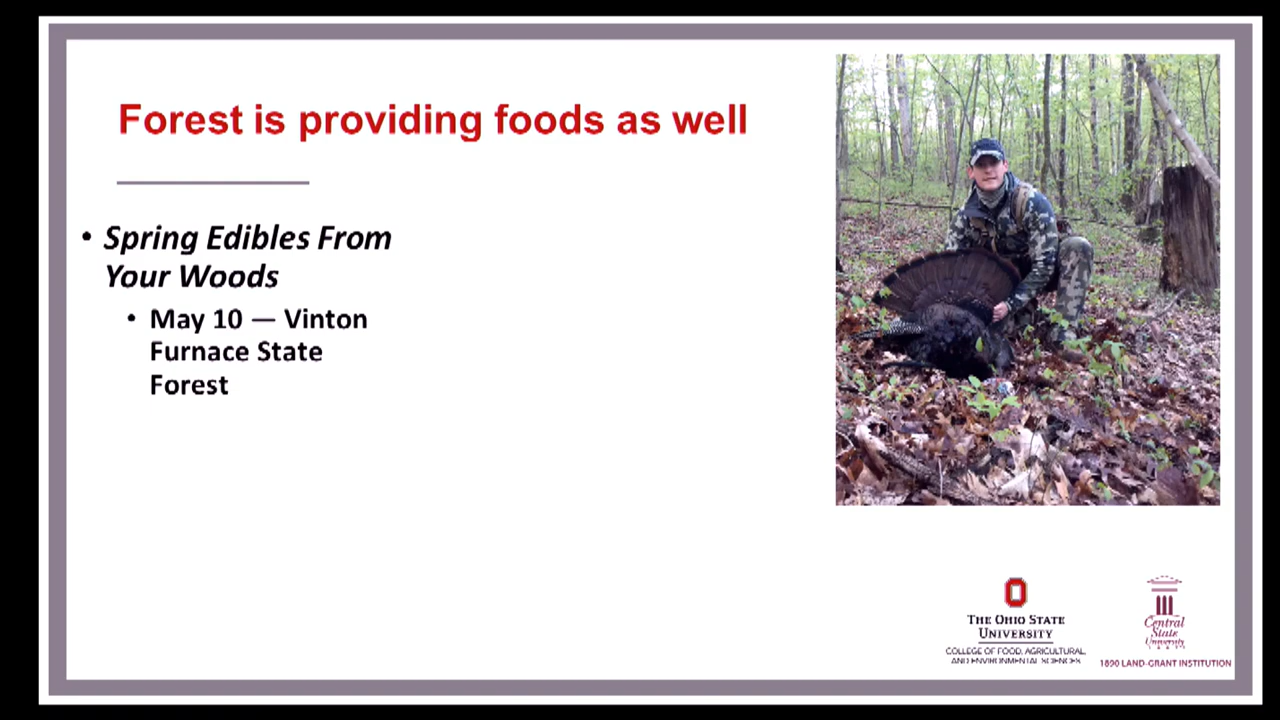 Forest is providing foods as well
• Spring Edibles From
Your Woods
• May 10 — Vinton
Furnace State
Forest
THE OHIO STATE
UNIVERSITY
COLLEGE OF FOOD, AGRICULTURAL,
AND ENVIRONMENTAL SCIENCES
Central
State
University
1890 LAND-GRANT INSTITUTION